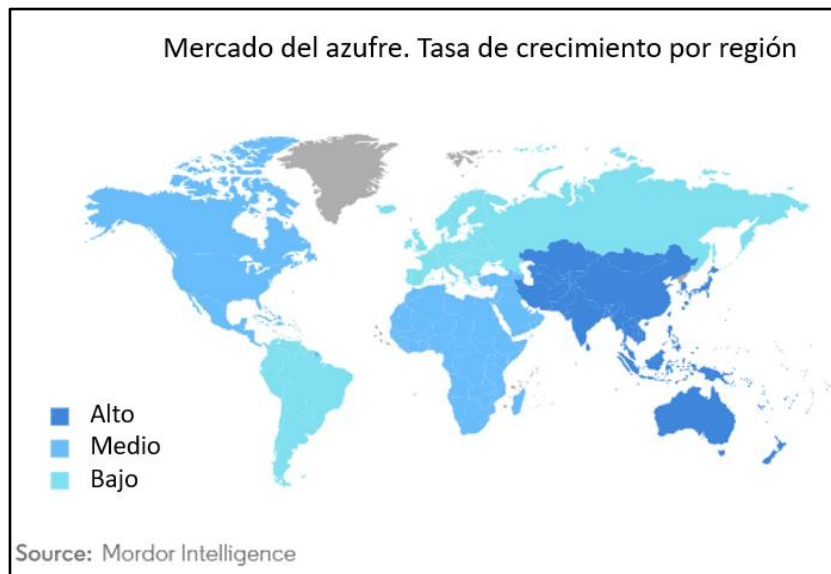 Mercado del azufre. Tasa de crecimiento por región
Alto
Medio
Bajo
Source: Mordor Intelligence